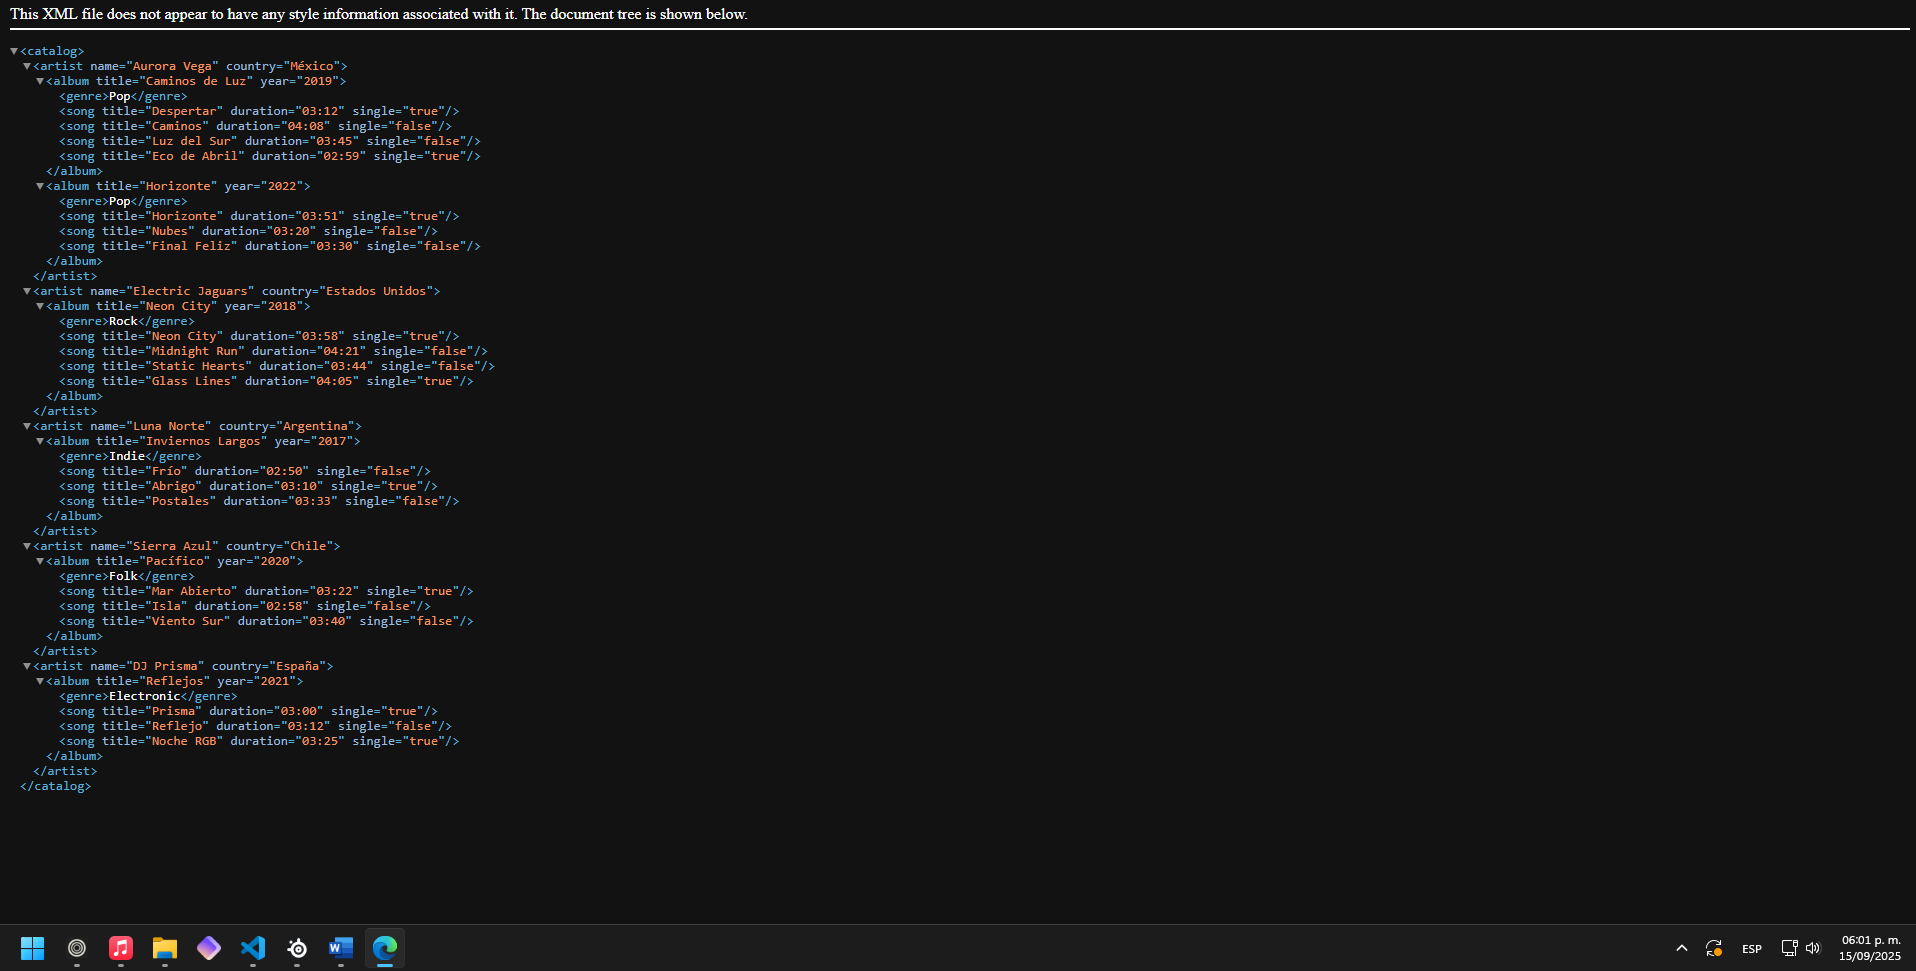 This XML file does not appear to have any style information associated with it. The document tree is shown below.
▼<catalog>
▼<artist name="Aurora Vega" country="México">
▼<album title="Caminos de Luz" year="2019">
<genre>Pop</genre>
<song title="Despertar" duration="03:12" single="true"/>
<song title="Caminos" duration="04:08" single="false"/>
<song title="Luz del Sur" duration="03:45" single="false"/>
<song title="Eco de Abril" duration="02:59" single="true"/>
</album>
▼<album title="Horizonte" year="2022">
<genre>Pop</genre>
<song title="Horizonte" duration="03:51" single="true"/>
<song title="Nubes" duration="03:20" single="false"/>
<song title="Final Feliz" duration="03:30" single="false"/>
</album>
</artist>
▼<artist name="Electric Jaguars" country="Estados Unidos">
▼<album title="Neon City" year="2018">
<genre>Rock</genre>
<song title="Neon City" duration="03:58" single="true"/>
<song title="Midnight Run" duration="04:21" single="false"/>
<song title="Static Hearts" duration="03:44" single="false"/>
<song title="Glass Lines" duration="04:05" single="true"/>
</album>
</artist>
▼<artist name="Luna Norte" country="Argentina">
▼<album title="Inviernos Largos" year="2017">
<genre>Indie</genre>
<song title="Frío" duration="02:50" single="false"/>
<song title="Abrigo" duration="03:10" single="true"/>
<song title="Postales" duration="03:33" single="false"/>
</album>
</artist>
▼<artist name="Sierra Azul" country="Chile">
▼<album title="Pacífico" year="2020">
<genre>Folk</genre>
<song title="Mar Abierto" duration="03:22" single="true"/>
<song title="Isla" duration="02:58" single="false"/>
<song title="Viento Sur" duration="03:40" single="false"/>
</album>
</artist>
▼<artist name="DJ Prisma" country="España">
▼<album title="Reflejos" year="2021">
<genre>Electronic</genre>
<song title="Prisma" duration="03:00" single="true"/>
<song title="Reflejo" duration="03:12" single="false"/>
<song title="Noche RGB" duration="03:25" single="true"/>
</album>
</artist>
</catalog>
W
ESP
06:01 p. m.
15/09/2025